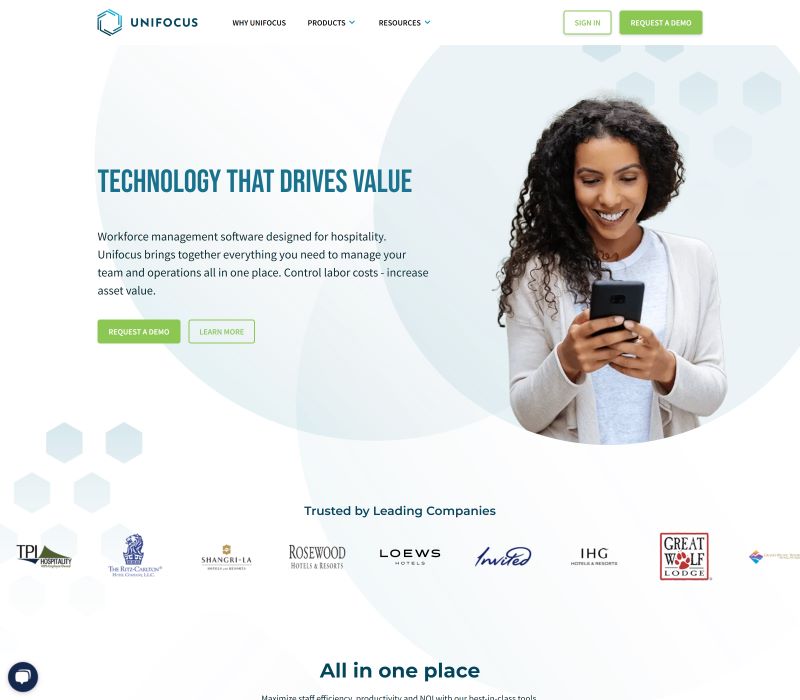 UNIFOCUS
WHY UNIFOCUS
PRODUCTS
RESOURCES
SIGN IN
REQUEST A DEMO
TECHNOLOGY THAT DRIVES VALUE
Workforce management software designed for hospitality.
Unifocus brings together everything you need to manage your
team and operations all in one place. Control labor costs - increase
asset value.
REQUEST A DEMO
LEARN MORE
Trusted by Leading Companies
TPI
HOSPITALITY
THE RITZ-CARLTON®
HOTEL COMPANY, L.L.C.
SHANGRI-LA
HOTELS AND RESORTS
ROSEWOOD
HOTELS & RESORTS
LOEWS
HOTELS
Invited
IHG
HOTELS & RESORTS
GREAT
WOLF
LODGE
All in one place
Maximize staff efficiency, productivity and NOI with our best-in-class tools